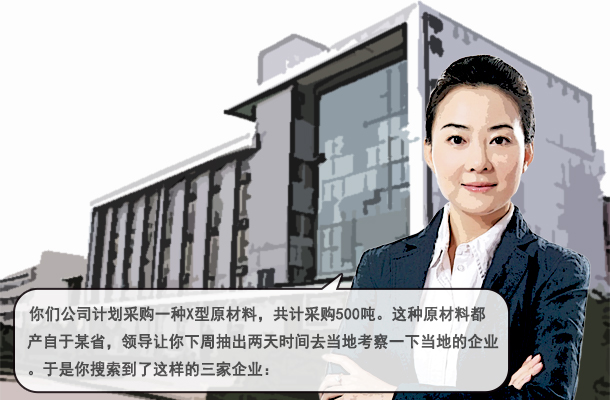 你们公司计划采购一种X型原材料，共计采购500吨。这种原材料都
产自于某省，领导让你下周抽出两天时间去当地考察一下当地的企业
。于是你搜索到了这样的三家企业：